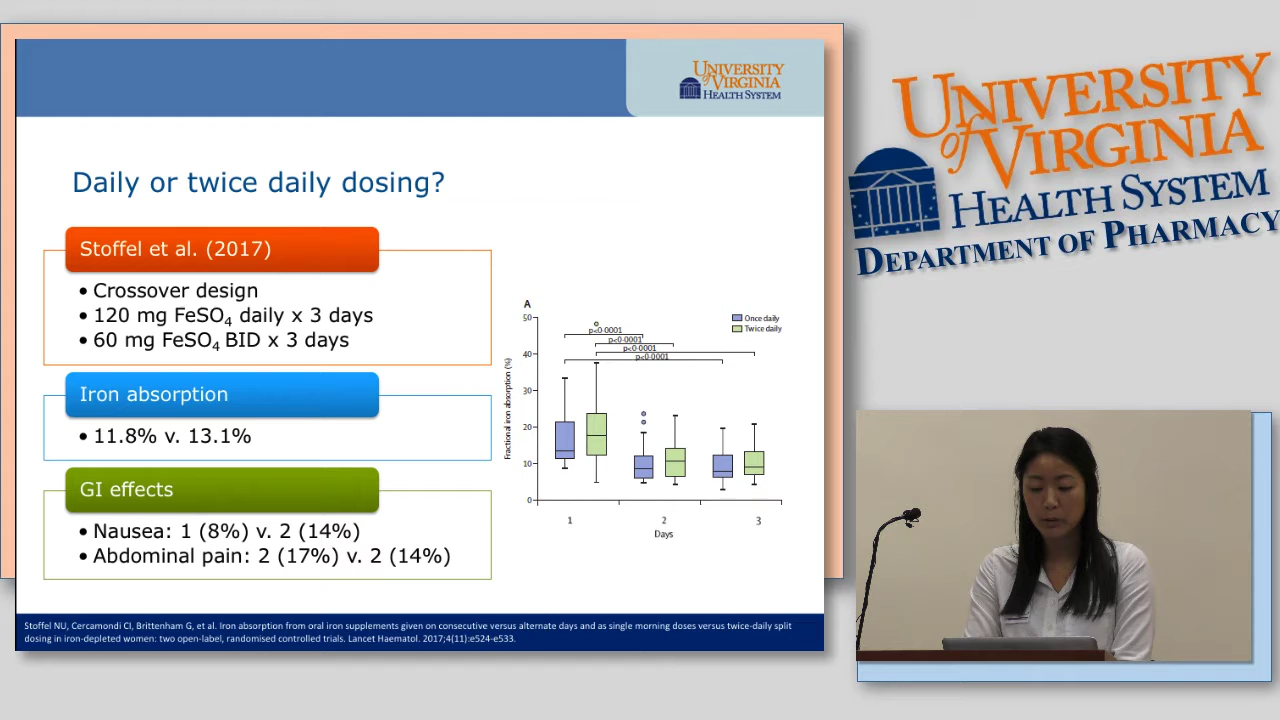 UNIVERSITY
of VIRGINIA
HEALTH SYSTEM
Daily or twice daily dosing?
Stoffel et al. (2017)
• Crossover design
• 120 mg FeSO4 daily x 3 days
• 60 mg FeSO4 BID x 3 days
Iron absorption
• 11.8% v. 13.1%
GI effects
• Nausea: 1 (8%) v. 2 (14%)
• Abdominal pain: 2 (17%) v. 2 (14%)
A
Once daily
Twice daily
p<0·0001
p<0·0001
p<0·0001
p<0·0001
Fractional iron absorption (%)
50
40
30
20
10
0
1 2 3
Days
Stoffel NU, Cercamondi CI, Brittenham G, et al. Iron absorption from oral iron supplements given on consecutive versus alternate days and as single morning doses versus twice-daily split
dosing in iron-depleted women: two open-label, randomised controlled trials. Lancet Haematol. 2017;4(11):e524-e533.
UNIVERSITY
of VIRGINIA
HEALTH SYSTEM
DEPARTMENT OF PHARMACY